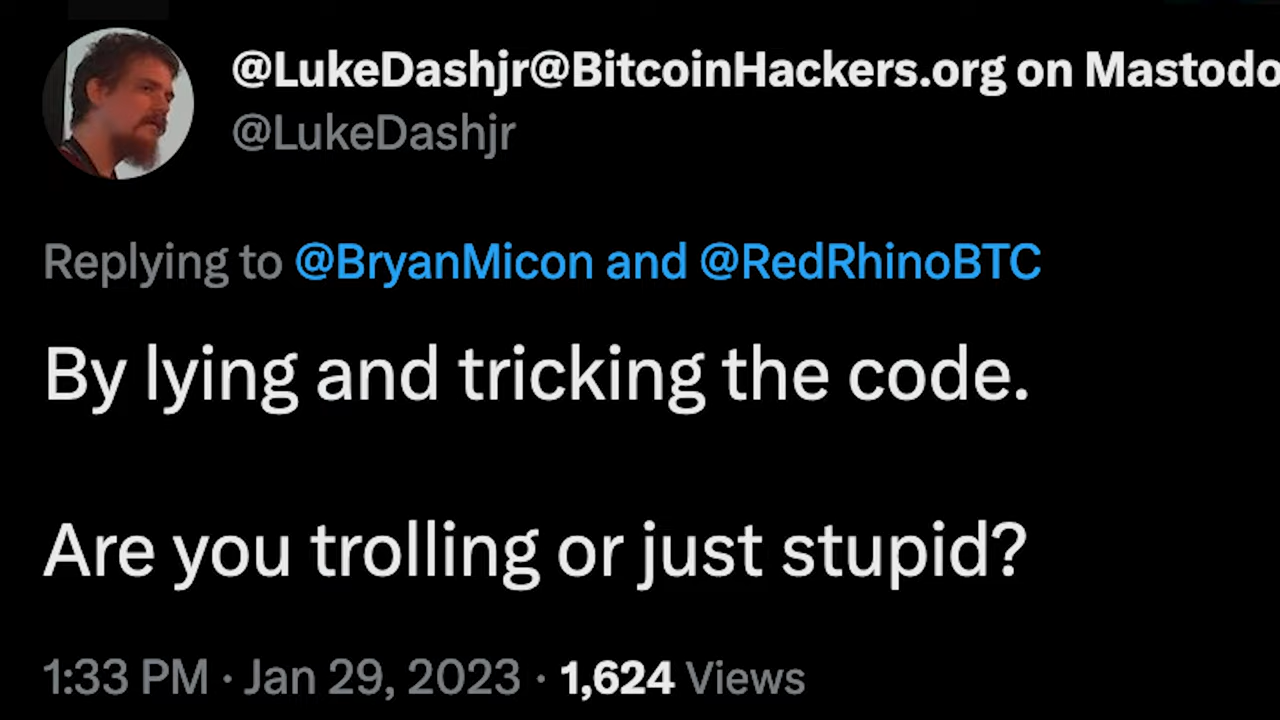 @LukeDashjr@BitcoinHackers.org on Mastodo
@LukeDashjr
Replying to @BryanMicon and @RedRhinoBTC
By lying and tricking the code.
Are you trolling or just stupid?
1:33 PM · Jan 29, 2023 · 1,624 Views